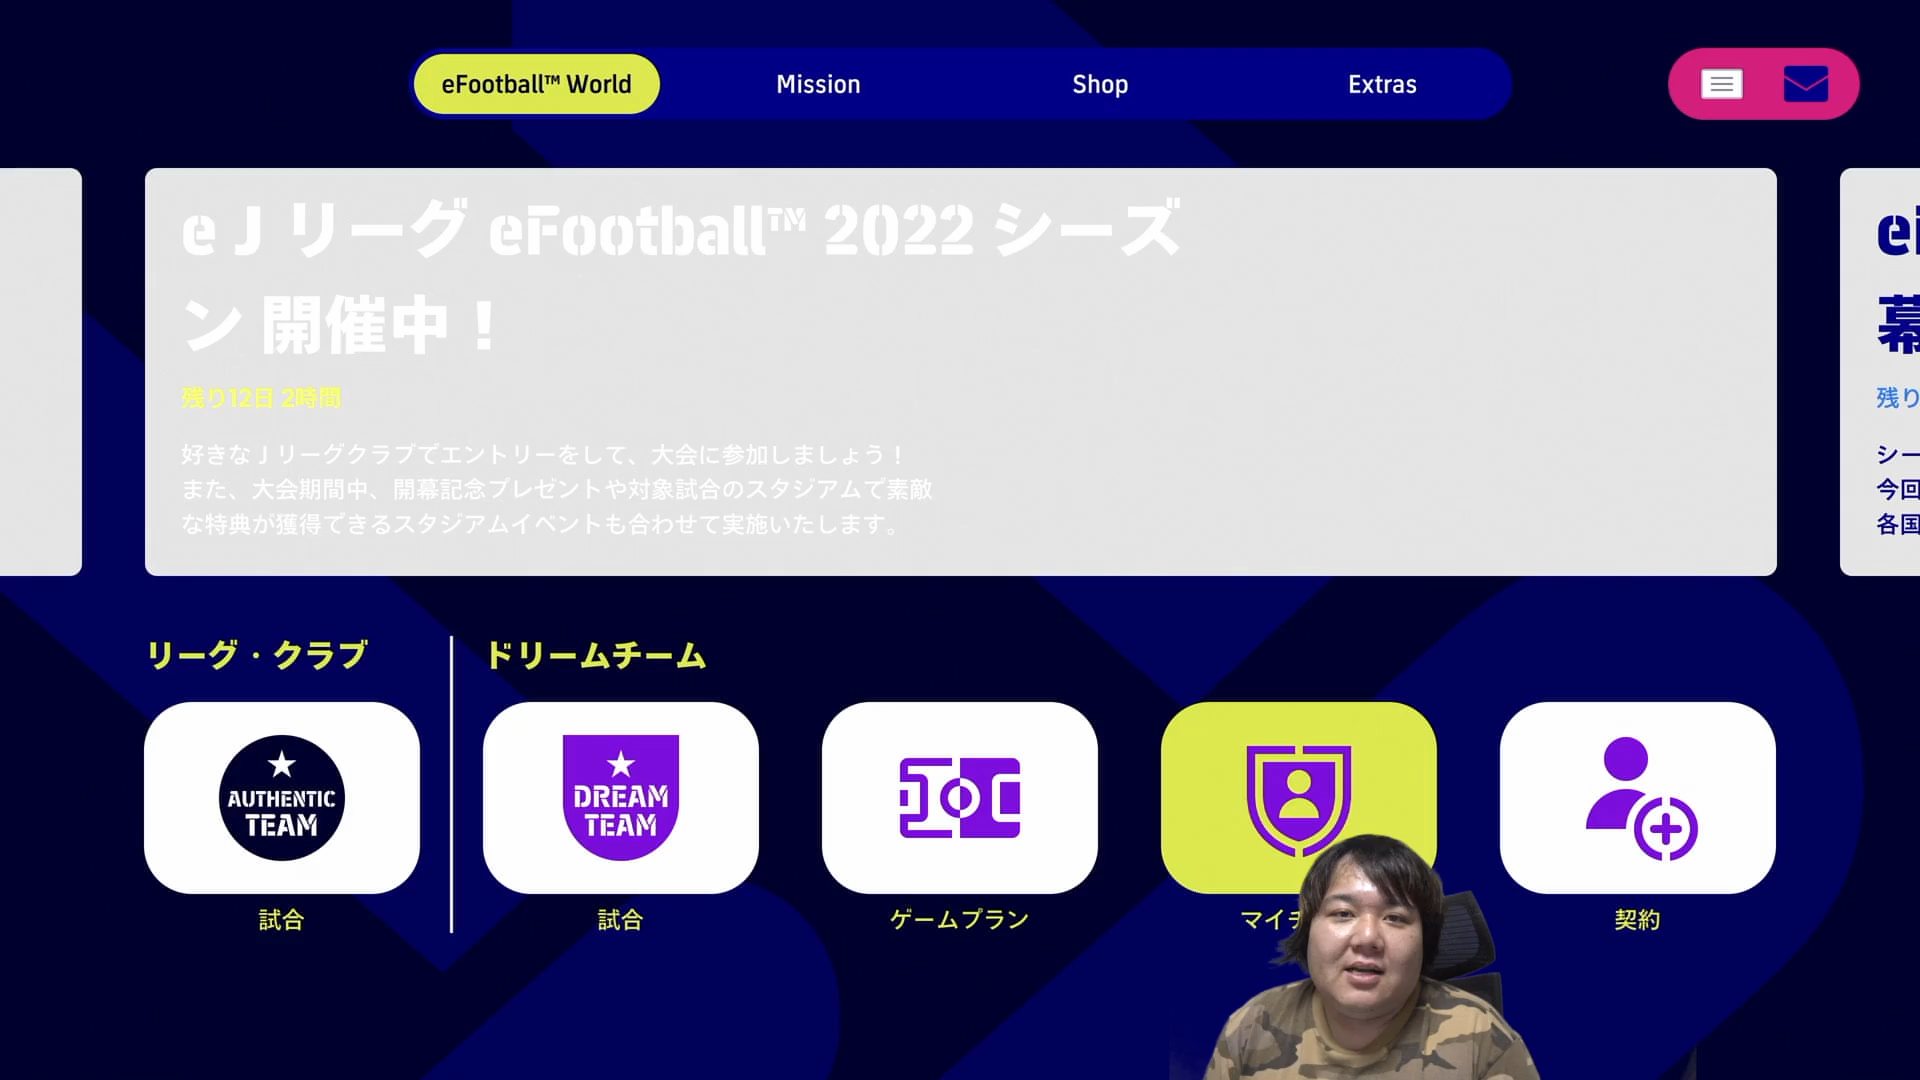 eFootball™ World
Mission
Shop
Extras
eJリーグ eFootball™ 2022 シーズ
ン 開催中！
残り12日 2時間
好きなJリーグクラブでエントリーをして、大会に参加しましょう！
また、大会期間中、開幕記念プレゼントや対象試合のスタジアムで素敵
な特典が獲得できるスタジアムイベントも合わせて実施いたします。
ei
幕
残り
シー
今回
各国
リーグ・クラブ
ドリームチーム
AUTHENTIC
TEAM
DREAM
TEAM
試合
試合
ゲームプラン
マイチ
契約